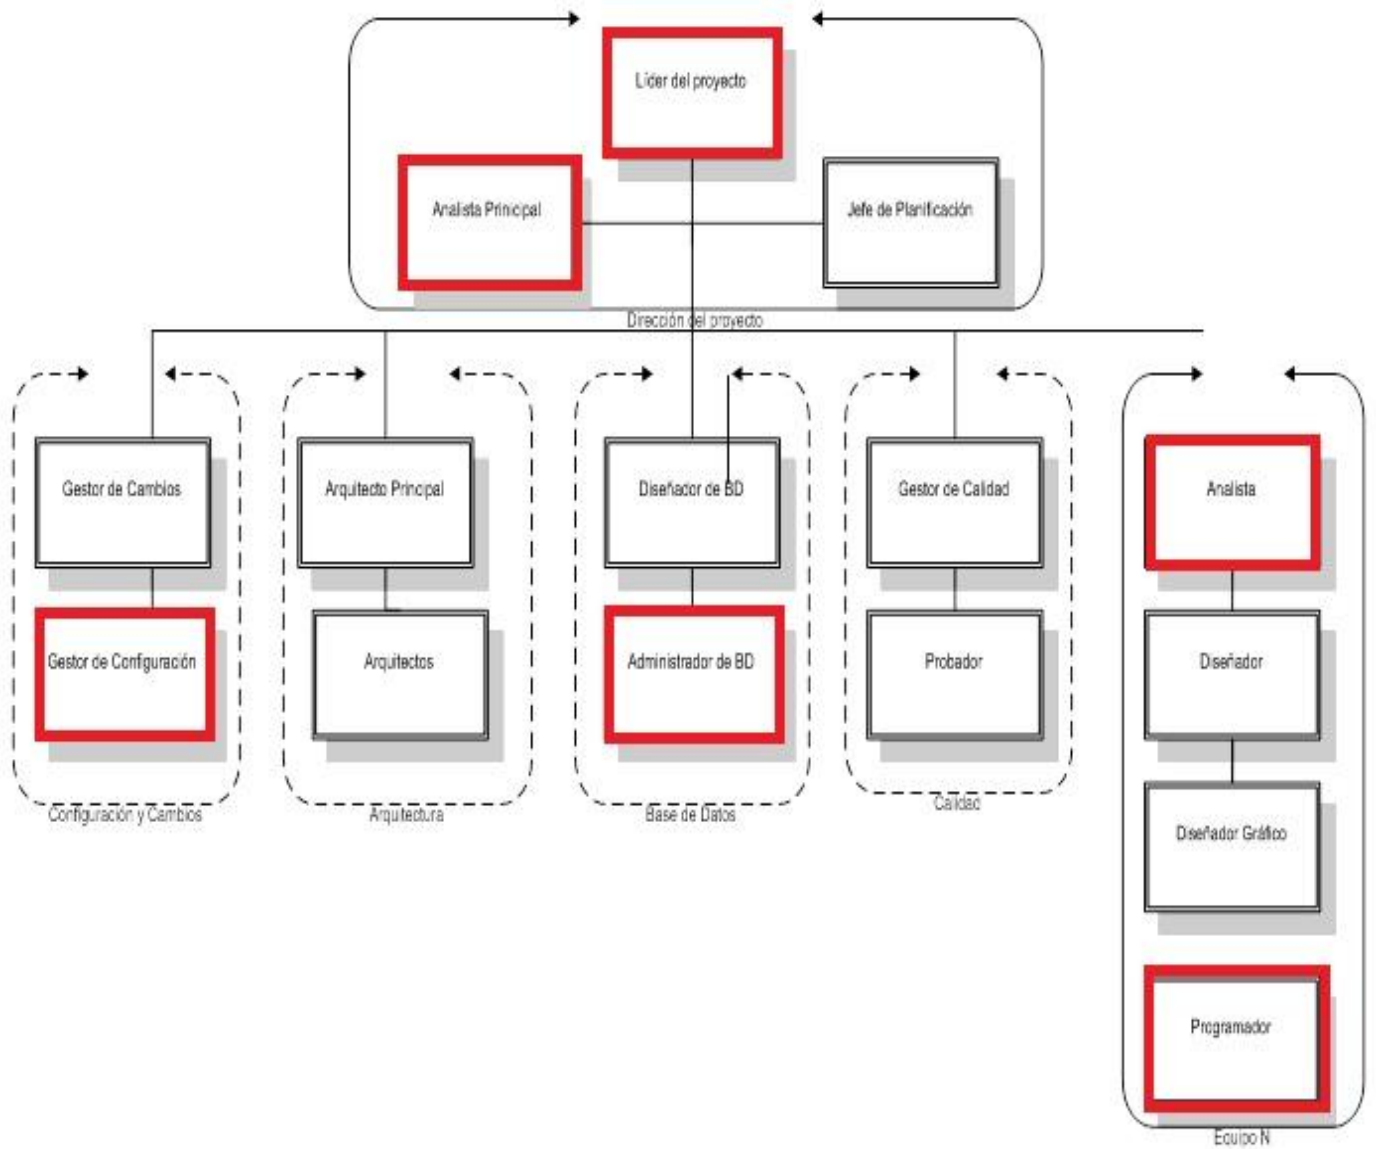 Líder del proyecto
Analista Prinicipal
Jefe de Planificación
Dirección del proyecto
Gestor de Cambios
Arquitecto Principal
Diseñador de BD
Gestor de Calidad
Analista
Gestor de Configuración
Arquitectos
Administrador de BD
Probador
Diseñador
Configuración y Cambios
Arquitectura
Base de Datos
Calidad
Diseñador Gráfico
Programador
Equipo N